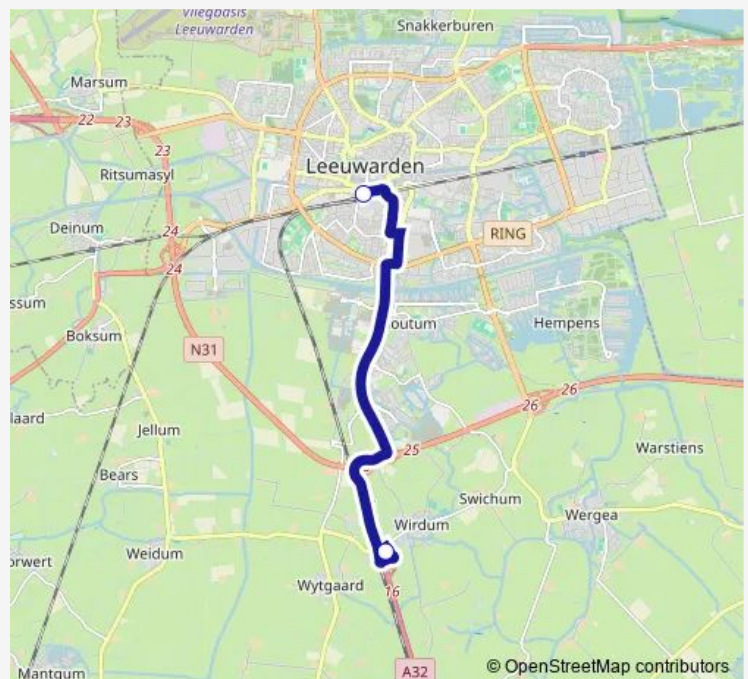 Vliegbasis
Leeuwarden
Snakkerburen
Marsum
22
23
23
Leeuwarden
Ritsumasyl
Deinum
24
24
RING
ssum
Boksum
outum
Hempens
N31
26
26
laard
Jellum
25
Warstiens
Bears
Swichum
Wirdum
Wergea
orwert
Weidum
Wytgaard
16
Mantgum
A32
© OpenStreetMap contributors